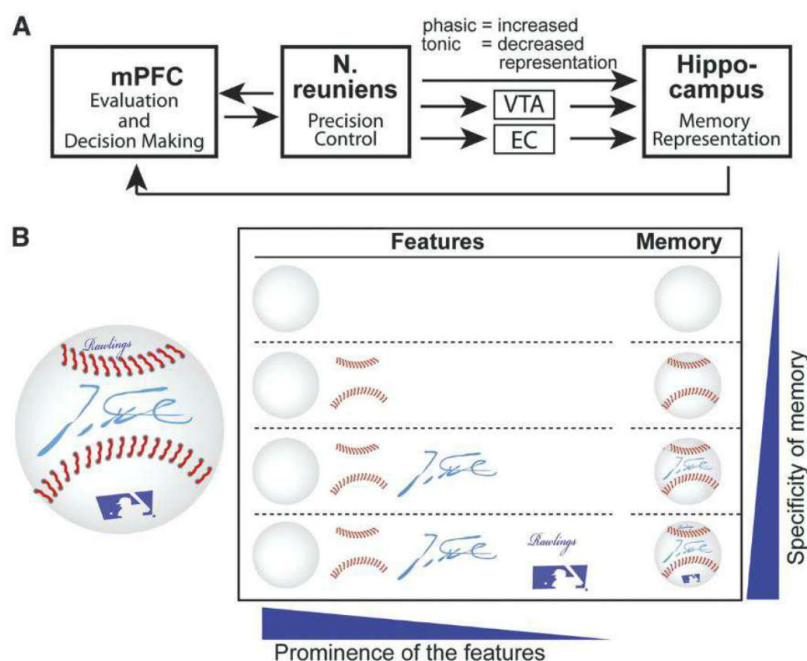 A
phasic = increased
tonic = decreased
representation
mPFC
Evaluation
and
Decision Making
N.
reuniens
Precision
Control
VTA
EC
Hippo-
campus
Memory
Representation
B
Features
Memory
Rawlings
Rawlings
Specificity of memory
Prominence of the features